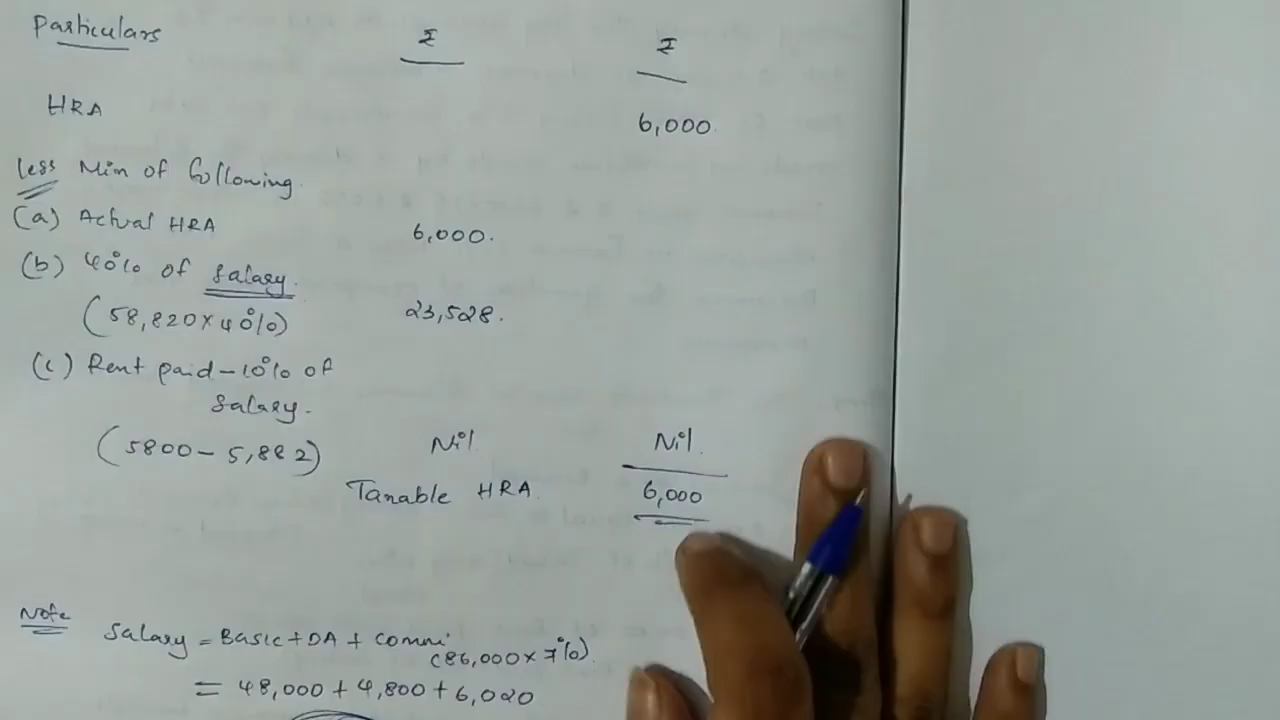 Particulars ₹ ₹
HRA 6,000.
less Min of following.
(a) Actual HRA 6,000.
(b) 40% of salary.
(58,820 x 40%) 23,528.
(c) Rent paid - 10% of
salary.
(5800 - 5,882) Nil Nil.
Taxable HRA. 6,000
Note Salary = Basic + DA + Commi
(86,000 x 7%)
= 48,000 + 4,800 + 6,020